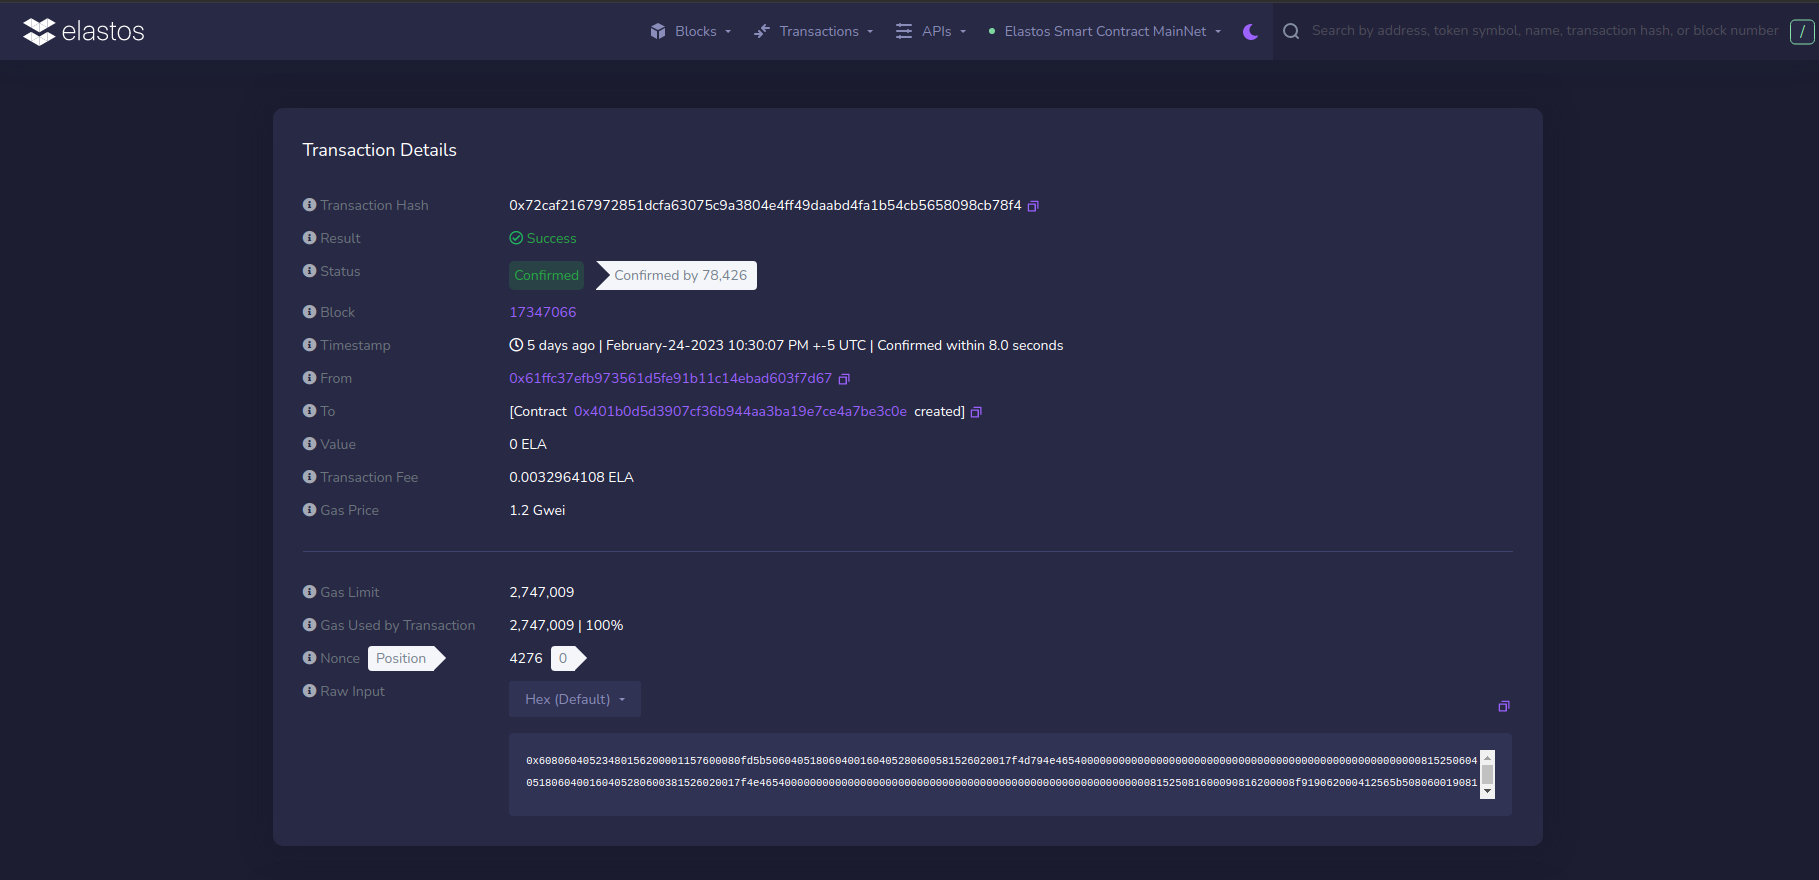 elastos
Blocks
Transactions
APIs
Elastos Smart Contract MainNet
Search by address, token symbol, name, transaction hash, or block number
/
Transaction Details
Transaction Hash 0x72caf2167972851dcfa63075c9a3804e4ff49daabd4fa1b54cb5658098cb78f4
Result Success
Status Confirmed Confirmed by 78,426
Block 17347066
Timestamp 5 days ago | February-24-2023 10:30:07 PM +-5 UTC | Confirmed within 8.0 seconds
From 0x61ffc37efb973561d5fe91b11c14ebad603f7d67
To [Contract 0x401b0d5d3907cf36b944aa3ba19e7ce4a7be3c0e created]
Value 0 ELA
Transaction Fee 0.0032964108 ELA
Gas Price 1.2 Gwei
Gas Limit 2,747,009
Gas Used by Transaction 2,747,009 | 100%
Nonce Position 4276 0
Raw Input Hex (Default)